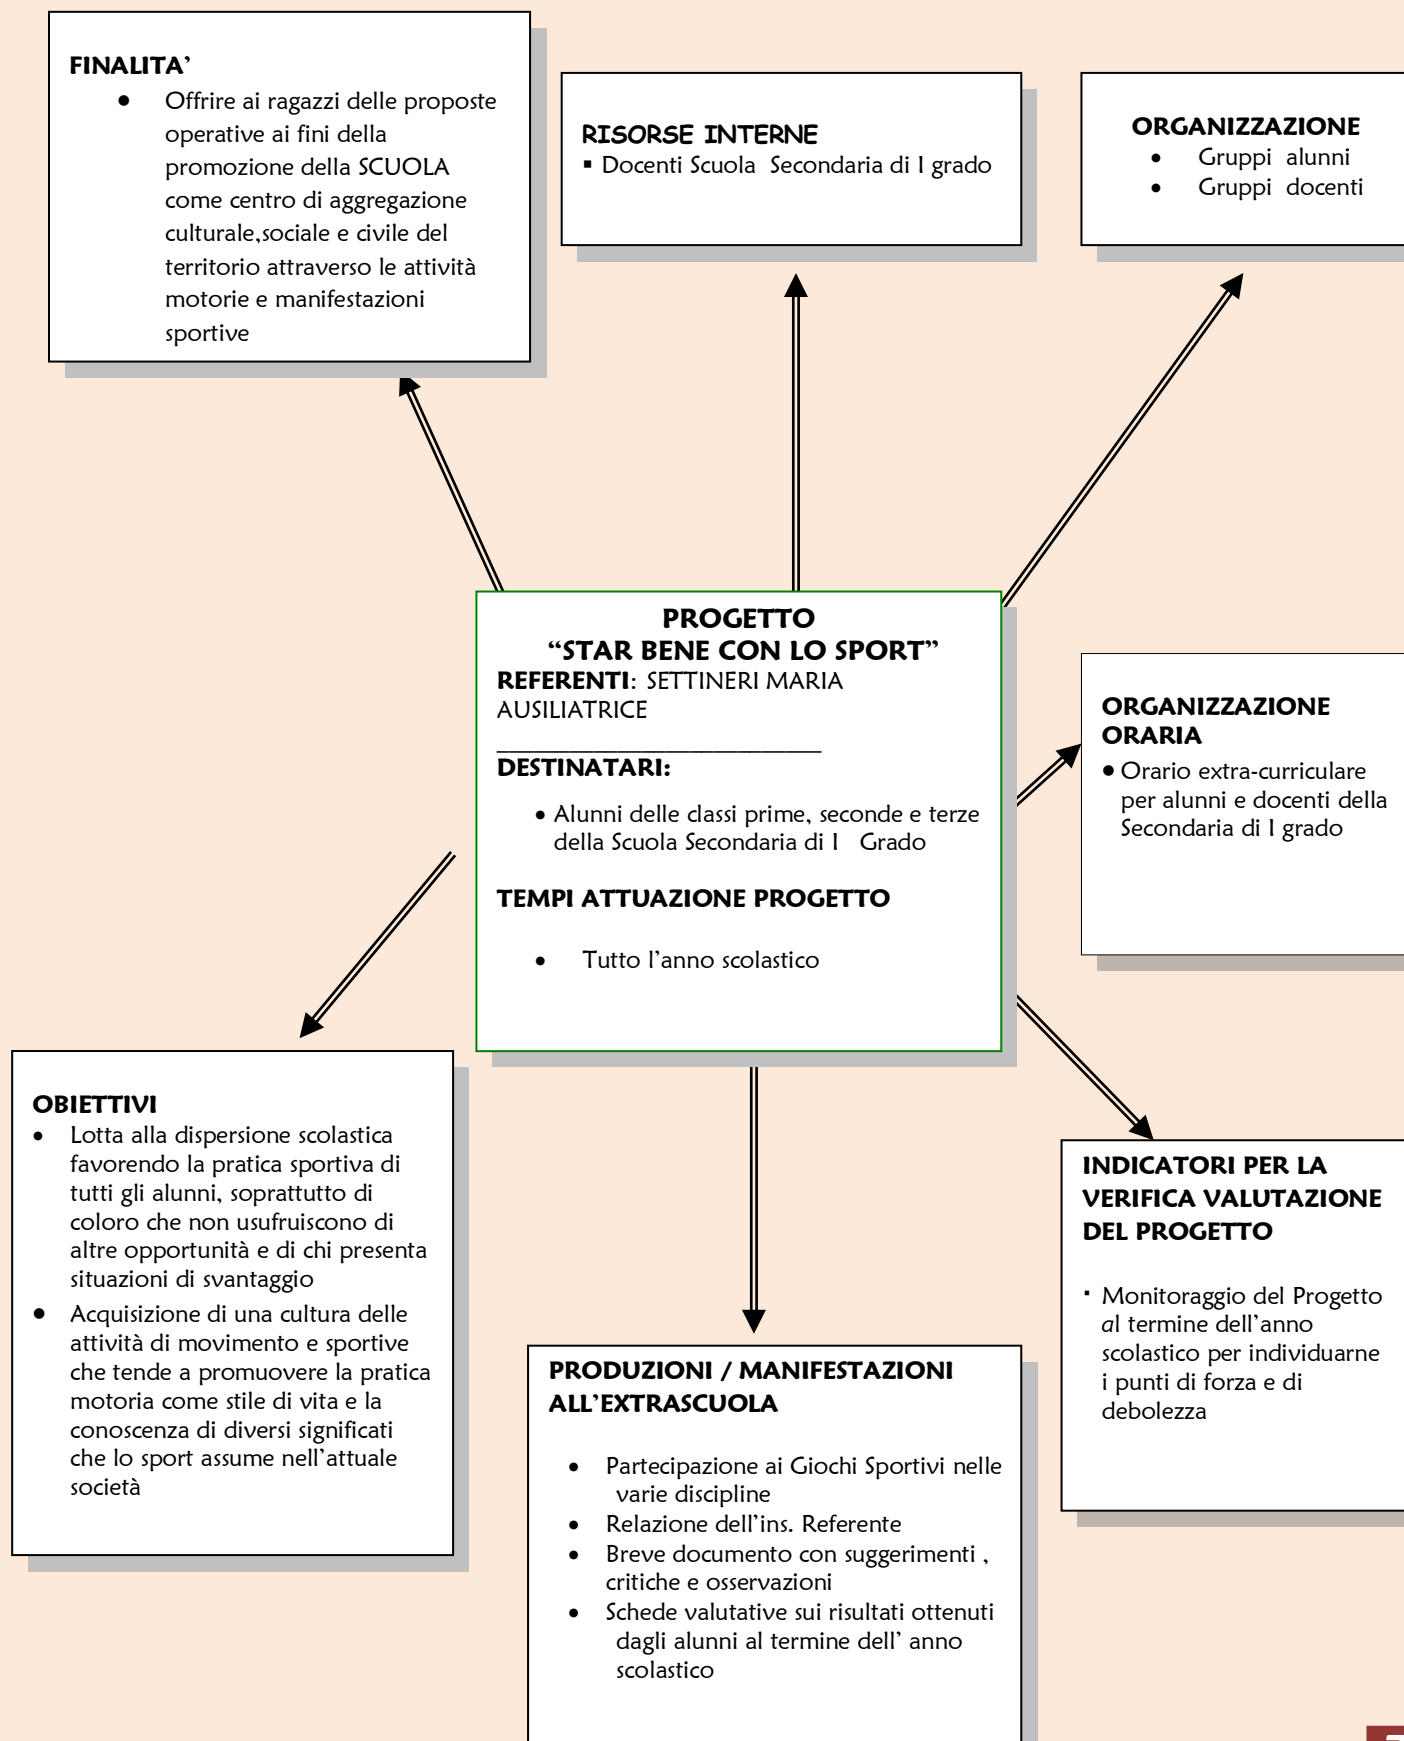 FINALITA’
• Offrire ai ragazzi delle proposte
operative ai fini della
promozione della SCUOLA
come centro di aggregazione
culturale,sociale e civile del
territorio attraverso le attività
motorie e manifestazioni
sportive
RISORSE INTERNE
▪ Docenti Scuola Secondaria di I grado
ORGANIZZAZIONE
• Gruppi alunni
• Gruppi docenti
PROGETTO
“STAR BENE CON LO SPORT”
REFERENTI: SETTINERI MARIA
AUSILIATRICE
___________________________
DESTINATARI:
• Alunni delle classi prime, seconde e terze
della Scuola Secondaria di I Grado
TEMPI ATTUAZIONE PROGETTO
• Tutto l’anno scolastico
ORGANIZZAZIONE
ORARIA
• Orario extra-curriculare
per alunni e docenti della
Secondaria di I grado
OBIETTIVI
• Lotta alla dispersione scolastica
favorendo la pratica sportiva di
tutti gli alunni, soprattutto di
coloro che non usufruiscono di
altre opportunità e di chi presenta
situazioni di svantaggio
• Acquisizione di una cultura delle
attività di movimento e sportive
che tende a promuovere la pratica
motoria come stile di vita e la
conoscenza di diversi significati
che lo sport assume nell’attuale
società
INDICATORI PER LA
VERIFICA VALUTAZIONE
DEL PROGETTO
▪ Monitoraggio del Progetto
al termine dell’anno
scolastico per individuarne
i punti di forza e di
debolezza
PRODUZIONI / MANIFESTAZIONI
ALL’EXTRASCUOLA
• Partecipazione ai Giochi Sportivi nelle
varie discipline
• Relazione dell’ins. Referente
• Breve documento con suggerimenti ,
critiche e osservazioni
• Schede valutative sui risultati ottenuti
dagli alunni al termine dell’ anno
scolastico